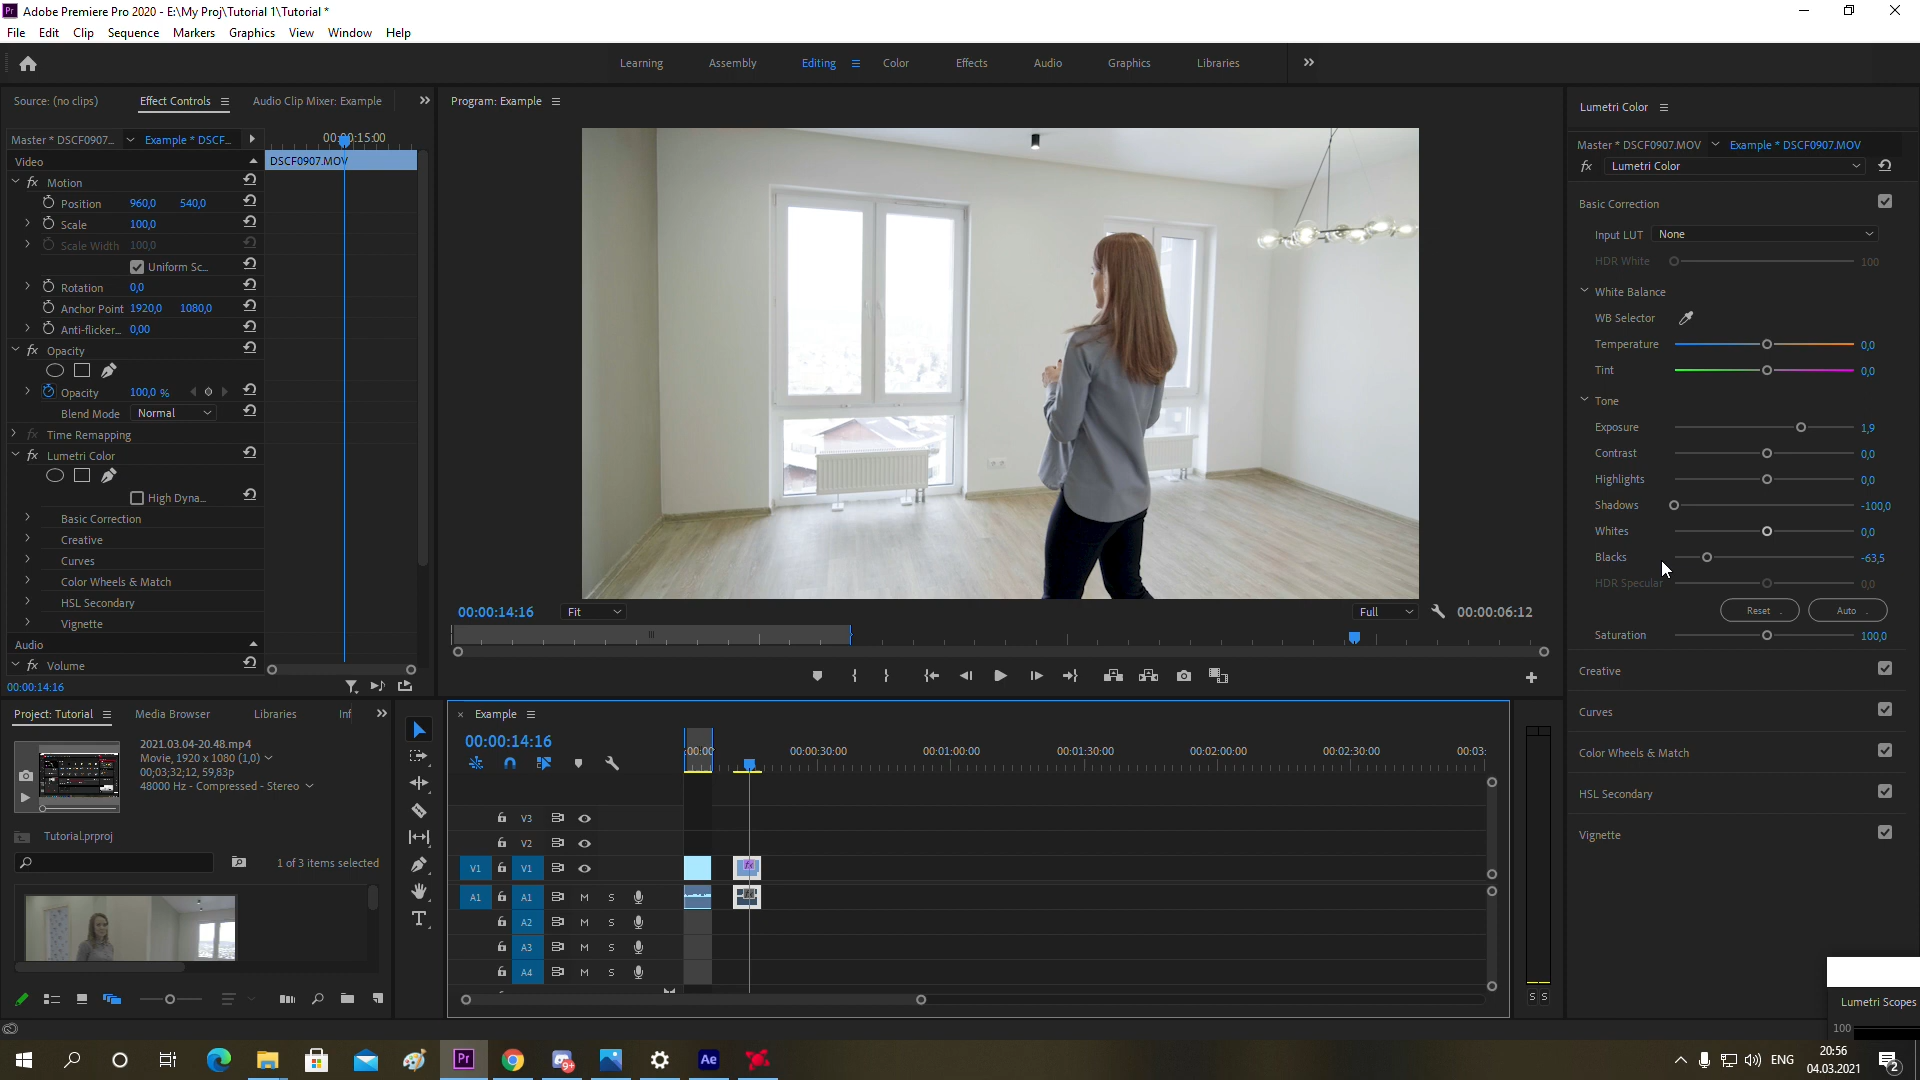 Adobe Premiere Pro 2020 - E:\My Proj\Tutorial 1\Tutorial *
File Edit Clip Sequence Markers Graphics View Window Help
Learning Assembly Editing Color Effects Audio Graphics Libraries
Source: (no clips) Effect Controls Audio Clip Mixer: Example
Master * DSCF0907... Example * DSCF...
Video
Motion
Position 960,0 540,0
Scale 100,0
Scale Width 100,0
Uniform Sc...
Rotation 0,0
Anchor Point 1920,0 1080,0
Anti-flicker... 0,00
Opacity
Opacity 100,0 %
Blend Mode Normal
Time Remapping
Lumetri Color
High Dyna...
Basic Correction
Creative
Curves
Color Wheels & Match
HSL Secondary
Vignette
Audio
Volume
00:00:14:16
DSCF0907.MOV
Program: Example
00:00:14:16 Fit Full 00:00:06:12
Lumetri Color
Master * DSCF0907.MOV Example * DSCF0907.MOV
fx Lumetri Color
Basic Correction
Input LUT None
HDR White 100
White Balance
WB Selector
Temperature 0,0
Tint 0,0
Tone
Exposure 1,9
Contrast 0,0
Highlights 0,0
Shadows -100,0
Whites 0,0
Blacks -63,5
HDR Specular 0,0
Reset Auto
Saturation 100,0
Creative
Curves
Color Wheels & Match
HSL Secondary
Vignette
Project: Tutorial Media Browser Libraries Inf
2021.03.04-20.48.mp4
Movie, 1920 x 1080 (1,0)
00;03;32;12, 59,83p
48000 Hz - Compressed - Stereo
Tutorial.prproj
1 of 3 items selected
Example
00:00:14:16
:00:00 00:00:30:00 00:01:00:00 00:01:30:00 00:02:00:00 00:02:30:00 00:03:
V3
V2
V1 V1
A1 A1 M S
A2 M S
A3 M S
A4 M S
S S
Lumetri Scopes
100
Pr Ae 9+
ENG 20:56
04.03.2021
2